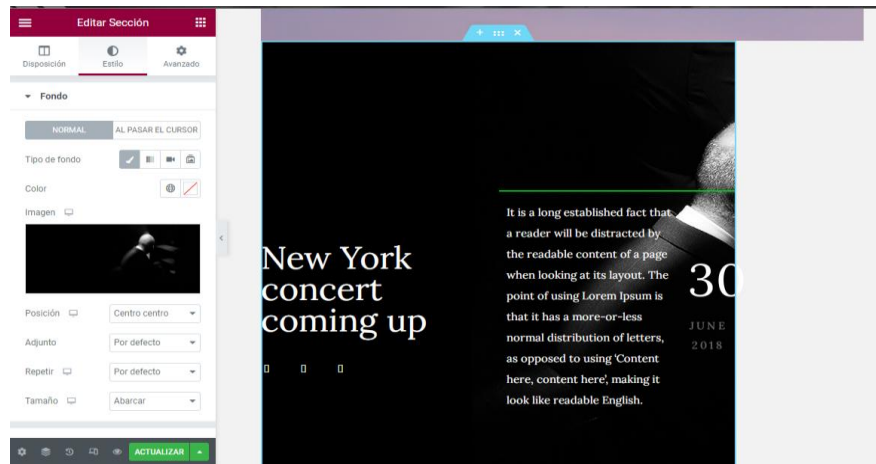 Editar Sección
Disposición
Estilo
Avanzado
Fondo
NORMAL
AL PASAR EL CURSOR
Tipo de fondo
Color
Imagen
Posición
Centro centro
Adjunto
Por defecto
Repetir
Por defecto
Tamaño
Abarcar
ACTUALIZAR
New York
concert
coming up
It is a long established fact that
a reader will be distracted by
the readable content of a page
when looking at its layout. The
point of using Lorem Ipsum is
that it has a more-or-less
normal distribution of letters,
as opposed to using ‘Content
here, content here’, making it
look like readable English.
30
JUNE
2018